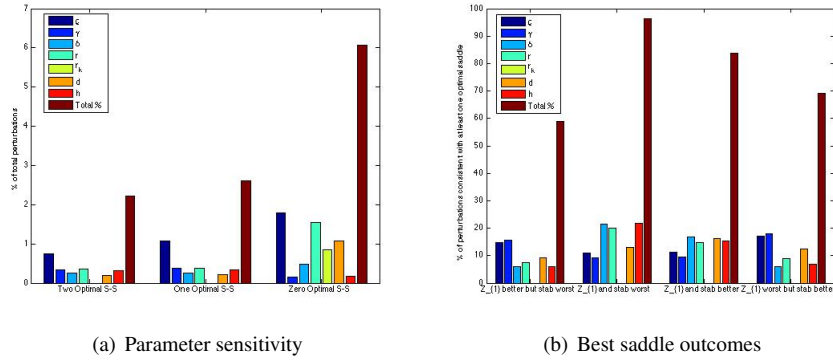 7
6
5
4
3
2
1
0
% of total perturbations
ς
γ
δ
r
r_k
d
h
Total %
Two Optimal S-S
One Optimal S-S
Zero Optimal S-S
(a) Parameter sensitivity
100
90
80
70
60
50
40
30
20
10
0
% of perturbations consistent with at least one optimal saddle
ς
γ
δ
r
r_k
d
h
Total %
Z_{1) better but stab worst
Z_(1) and stab worst
Z_(1) and stab better
Z_(1) worst but stab better
(b) Best saddle outcomes